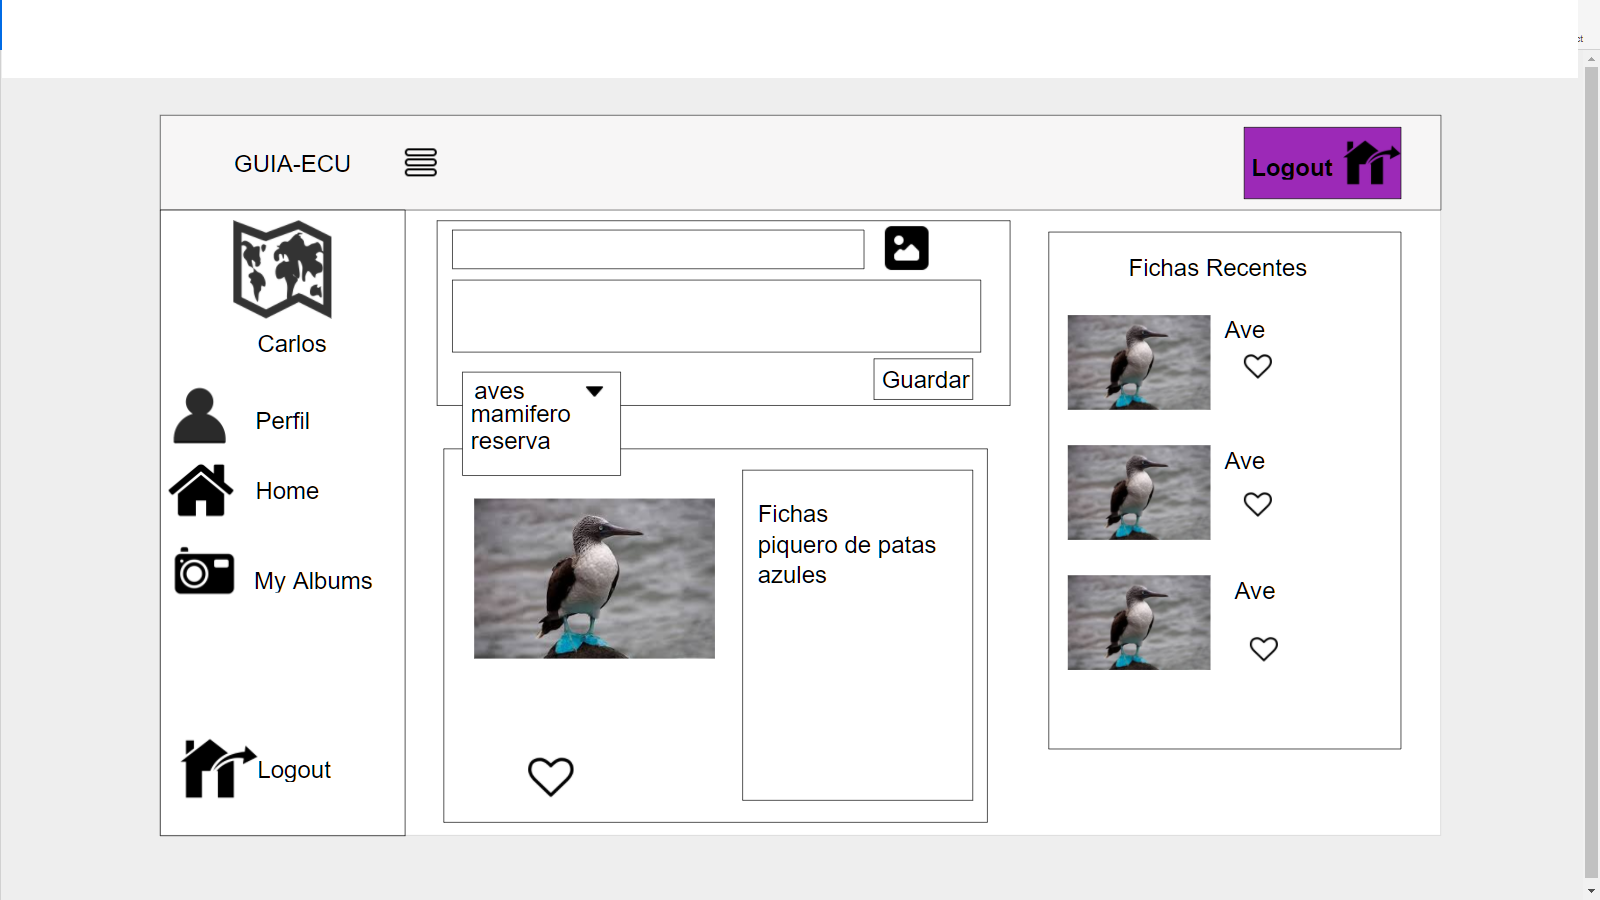 GUIA-ECU
Logout
Carlos
Perfil
Home
My Albums
Logout
Guardar
aves
mamifero
reserva
Fichas
piquero de patas
azules
Fichas Recentes
Ave
Ave
Ave